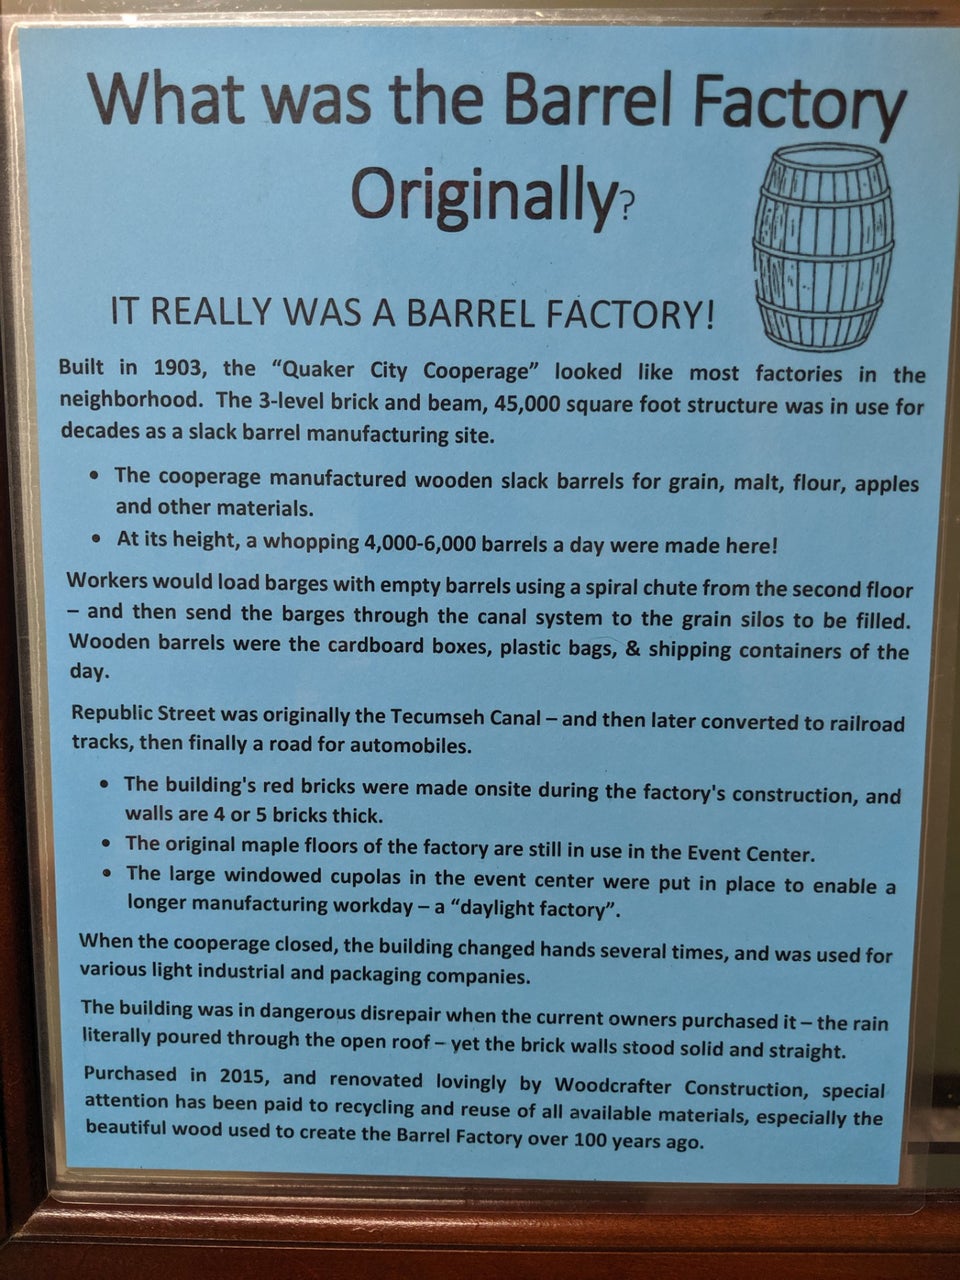 What was the Barrel Factory
Originally?
IT REALLY WAS A BARREL FACTORY!
Built in 1903, the “Quaker City Cooperage” looked like most factories in the
neighborhood. The 3-level brick and beam, 45,000 square foot structure was in use for
decades as a slack barrel manufacturing site.
• The cooperage manufactured wooden slack barrels for grain, malt, flour, apples
and other materials.
• At its height, a whopping 4,000-6,000 barrels a day were made here!
Workers would load barges with empty barrels using a spiral chute from the second floor
– and then send the barges through the canal system to the grain silos to be filled.
Wooden barrels were the cardboard boxes, plastic bags, & shipping containers of the
day.
Republic Street was originally the Tecumseh Canal – and then later converted to railroad
tracks, then finally a road for automobiles.
• The building's red bricks were made onsite during the factory's construction, and
walls are 4 or 5 bricks thick.
• The original maple floors of the factory are still in use in the Event Center.
• The large windowed cupolas in the event center were put in place to enable a
longer manufacturing workday – a “daylight factory”.
When the cooperage closed, the building changed hands several times, and was used for
various light industrial and packaging companies.
The building was in dangerous disrepair when the current owners purchased it – the rain
literally poured through the open roof – yet the brick walls stood solid and straight.
Purchased in 2015, and renovated lovingly by Woodcrafter Construction, special
attention has been paid to recycling and reuse of all available materials, especially the
beautiful wood used to create the Barrel Factory over 100 years ago.